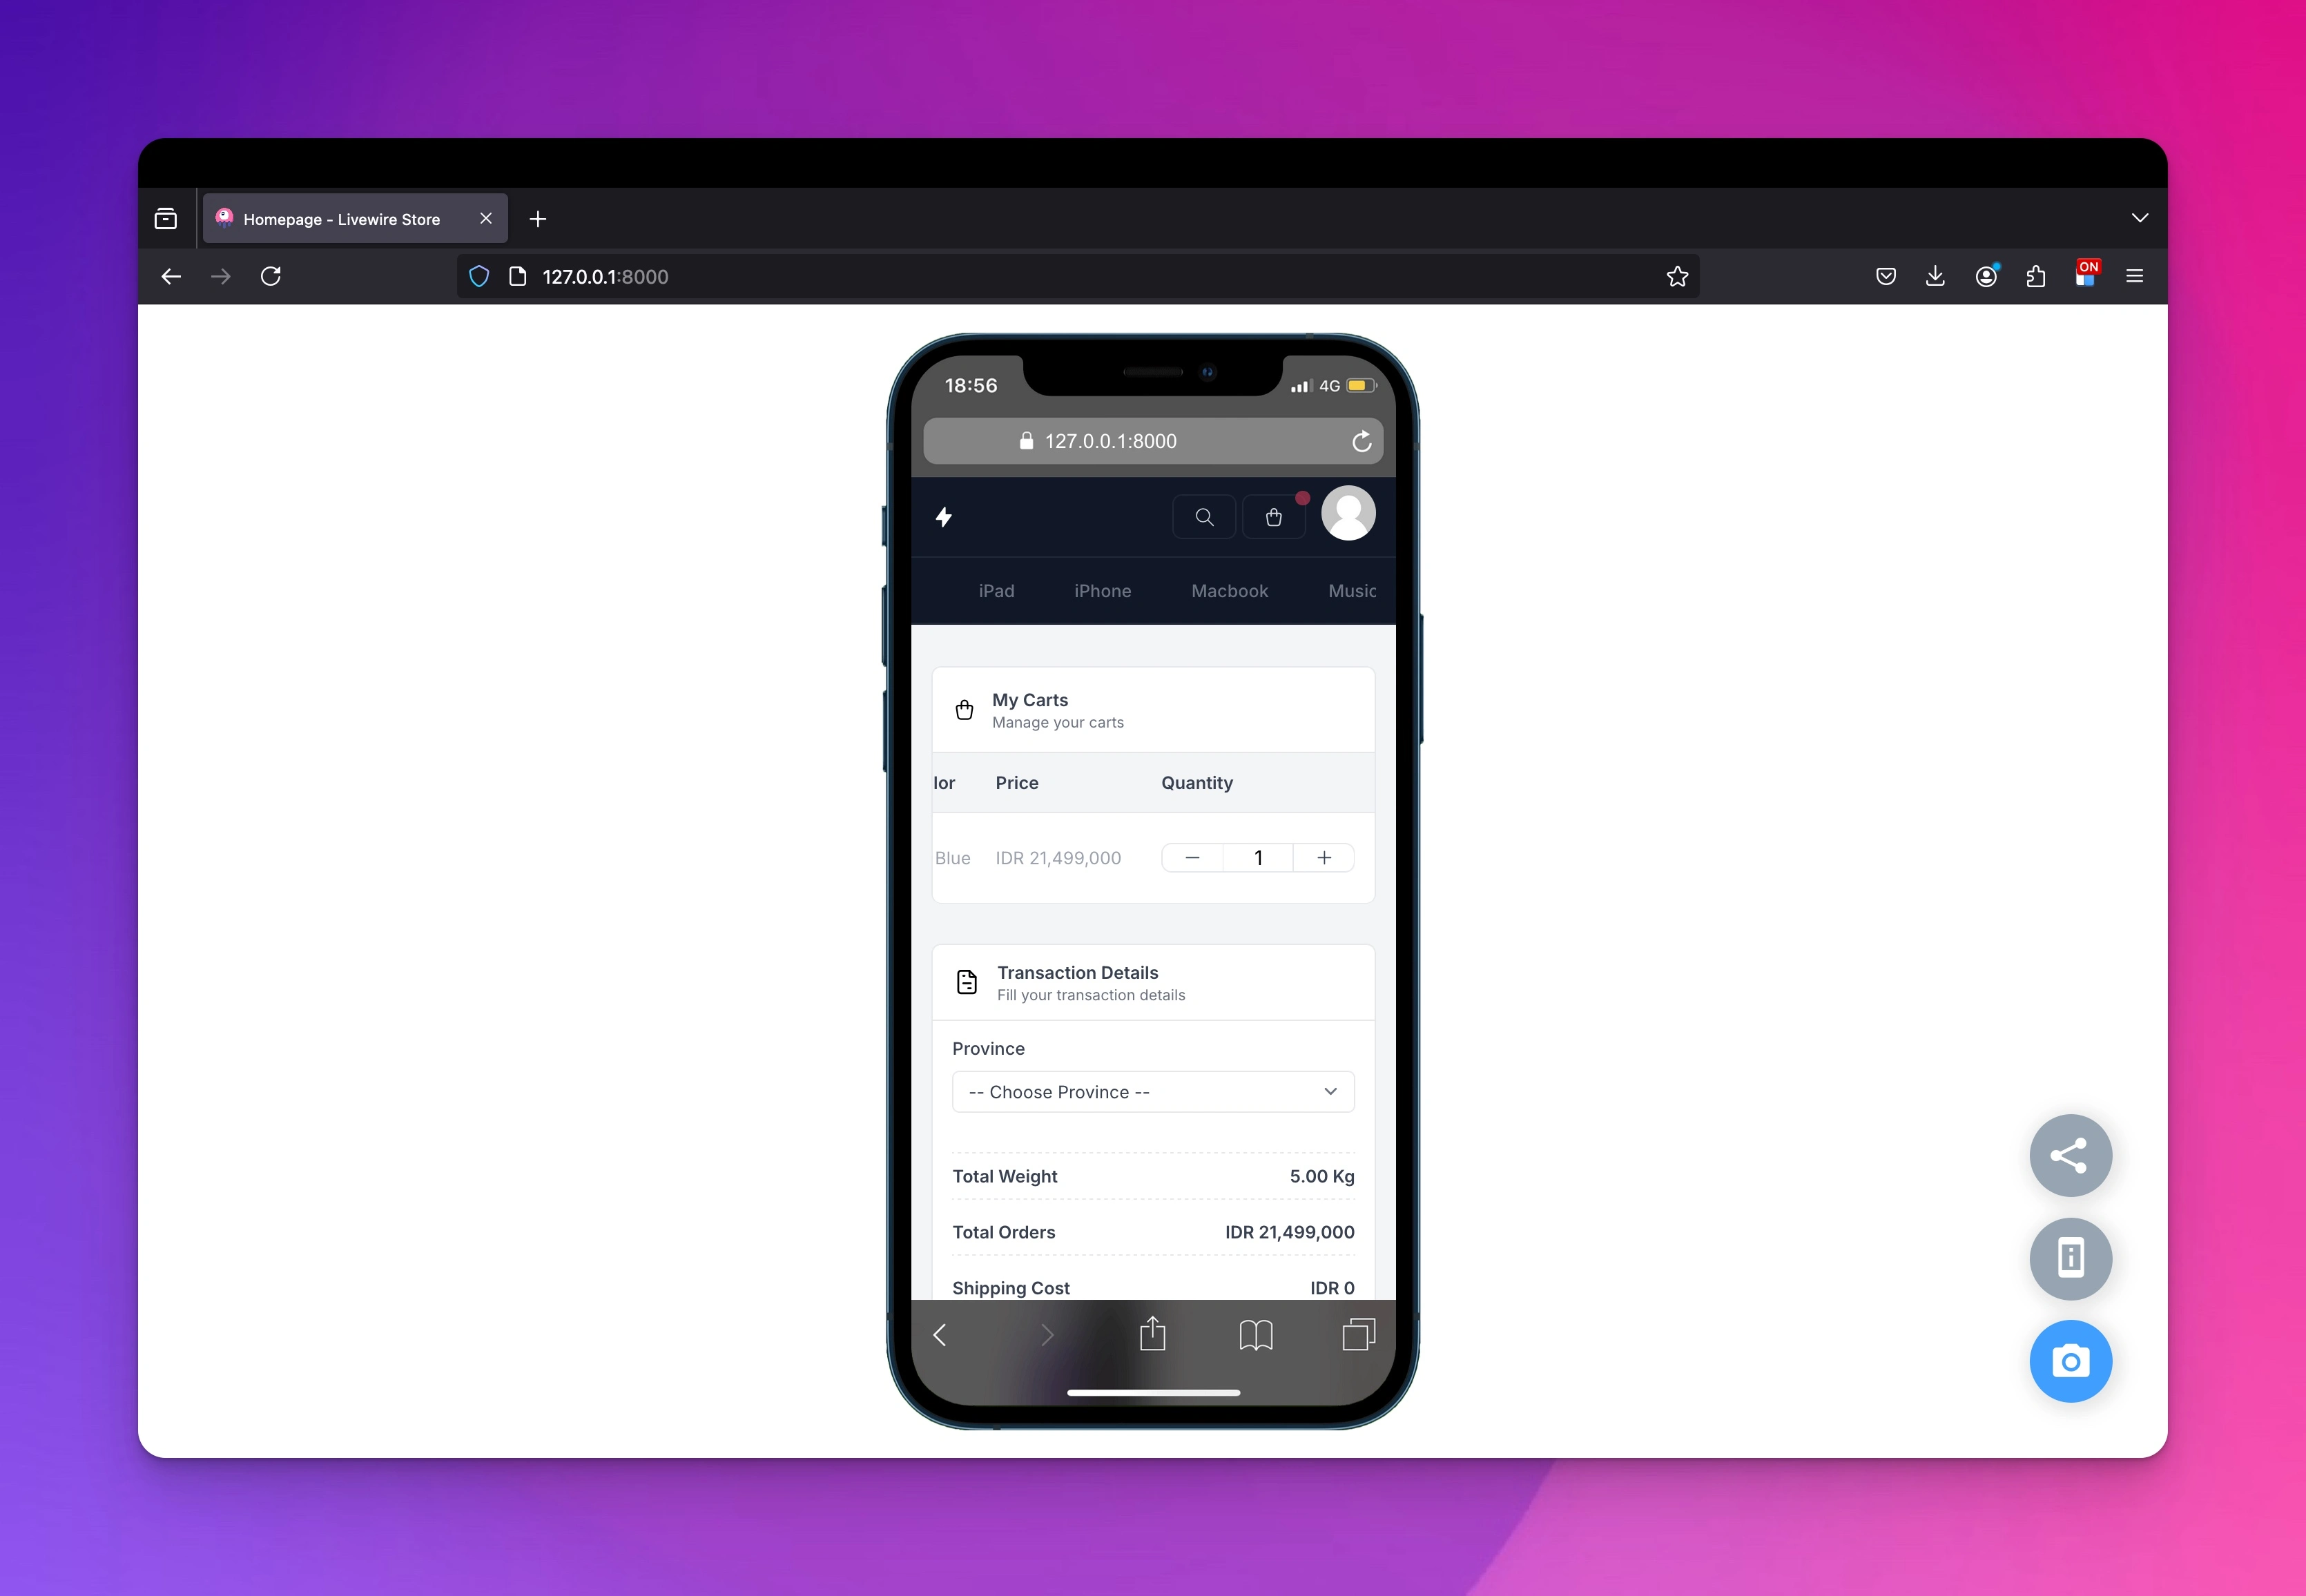 Homepage - Livewire Store
127.0.0.1:8000
ON
18:56
4G
127.0.0.1:8000
iPad iPhone Macbook Music
My Carts
Manage your carts
lor Price Quantity
Blue IDR 21,499,000 1
Transaction Details
Fill your transaction details
Province
-- Choose Province --
Total Weight 5.00 Kg
Total Orders IDR 21,499,000
Shipping Cost IDR 0